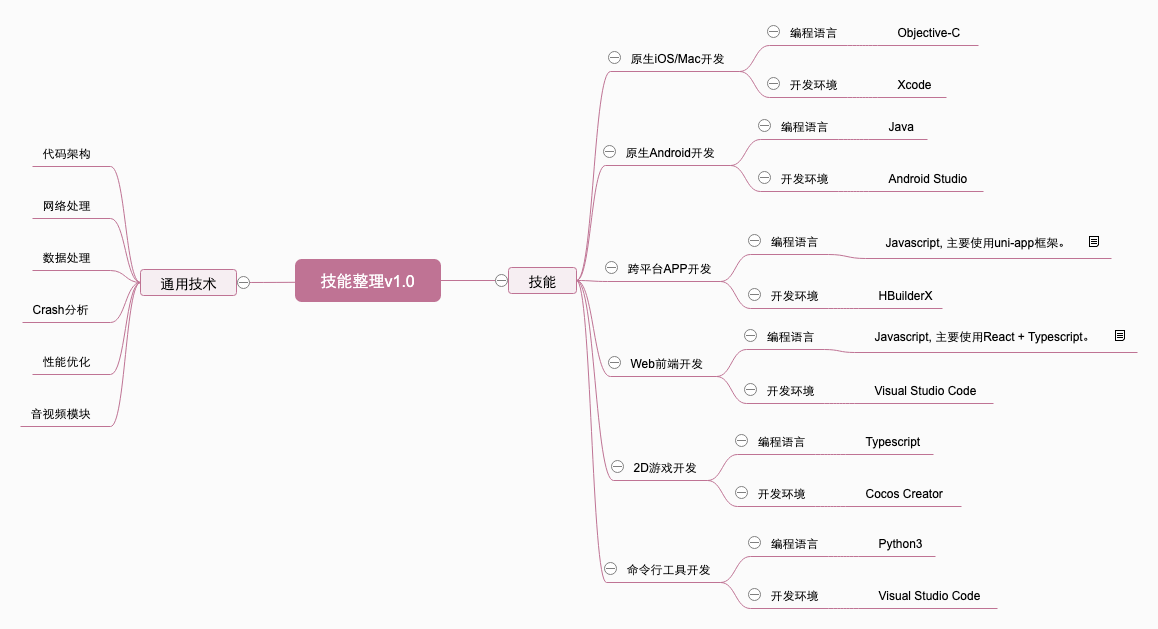 技能整理v1.0
通用技术
代码架构
网络处理
数据处理
Crash分析
性能优化
音视频模块
技能
原生iOS/Mac开发
编程语言 Objective-C
开发环境 Xcode
原生Android开发
编程语言 Java
开发环境 Android Studio
跨平台APP开发
编程语言 Javascript, 主要使用uni-app框架。
开发环境 HBuilderX
Web前端开发
编程语言 Javascript, 主要使用React + Typescript。
开发环境 Visual Studio Code
2D游戏开发
编程语言 Typescript
开发环境 Cocos Creator
命令行工具开发
编程语言 Python3
开发环境 Visual Studio Code